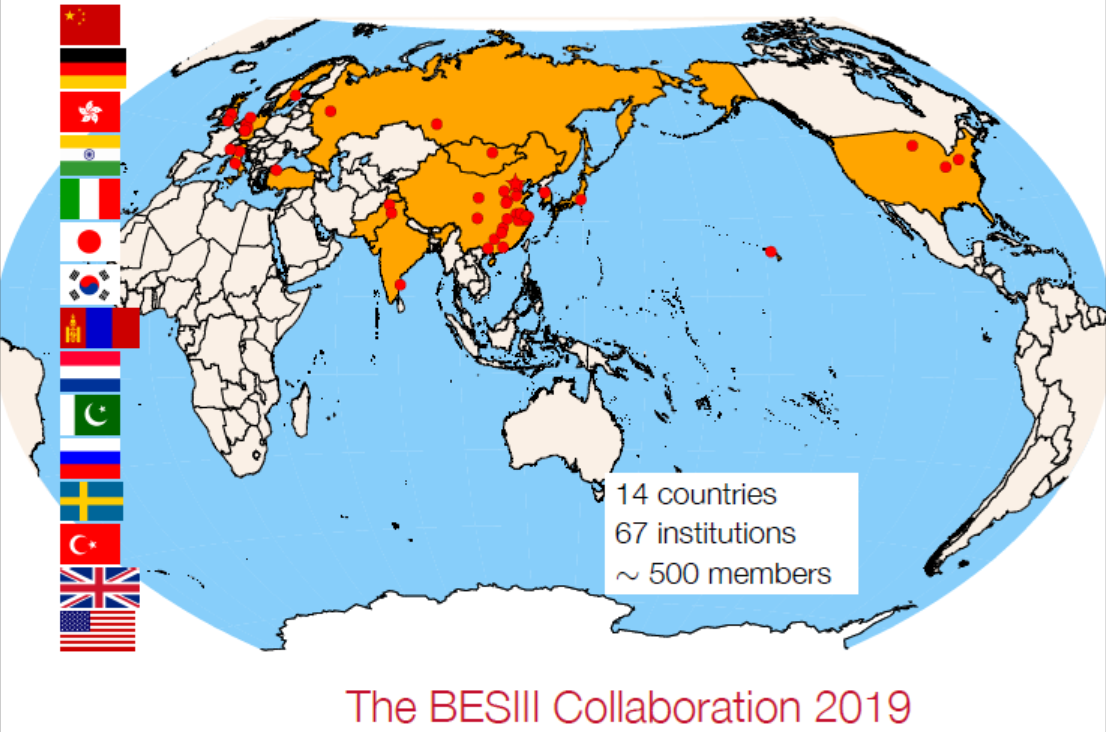 14 countries
67 institutions
~ 500 members
The BESIII Collaboration 2019